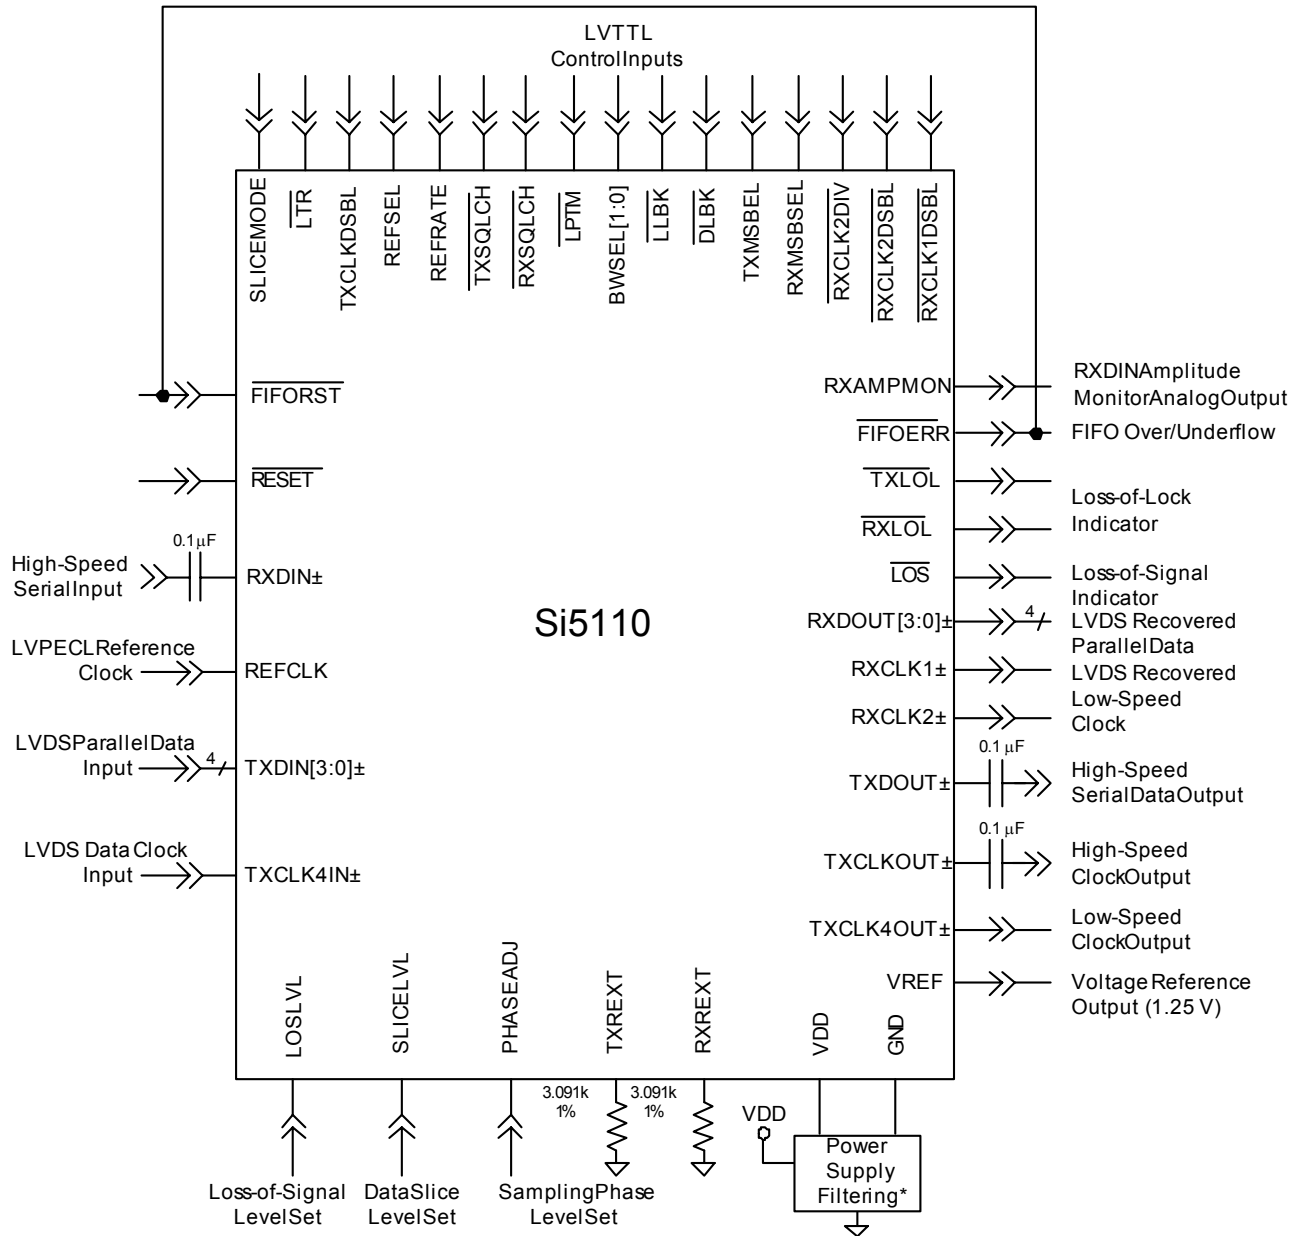 LVTTL
ControlInputs
SLICEMODE
LTR
TXCLKDSBL
REFSEL
REFRATE
TXSQLCH
RXSQLCH
LPTM
BWSEL[1:0]
LLBK
DLBK
TXMSBEL
RXMSBSEL
RXCLK2DIV
RXCLK2DSBL
RXCLK1DSBL
FIFORST
RESET
0.1 µF
High-Speed
SerialInput
RXDIN±
LVPECLReference
Clock
REFCLK
LVDSParallelData
Input
4
TXDIN[3:0]±
LVDS DataClock
Input
TXCLK4IN±
Si5110
RXAMPMON
RXDINAmplitude
MonitorAnalogOutput
FIFOERR
FIFO Over/Underflow
TXLOL
RXLOL
Loss-of-Lock
Indicator
LOS
Loss-of-Signal
Indicator
RXDOUT[3:0]±
4
LVDS Recovered
ParallelData
RXCLK1±
LVDS Recovered
Low-Speed
Clock
RXCLK2±
0.1 µF
TXDOUT±
High-Speed
SerialDataOutput
0.1 µF
TXCLKOUT±
High-Speed
ClockOutput
TXCLK4OUT±
Low-Speed
ClockOutput
VREF
VoltageReference
Output (1.25 V)
LOSLVL
SLICELVL
PHASEADJ
TXREXT
RXREXT
VDD
GND
3.091k
1%
3.091k
1%
VDD
Power
Supply
Filtering*
Loss-of-Signal
LevelSet
DataSlice
LevelSet
SamplingPhase
LevelSet